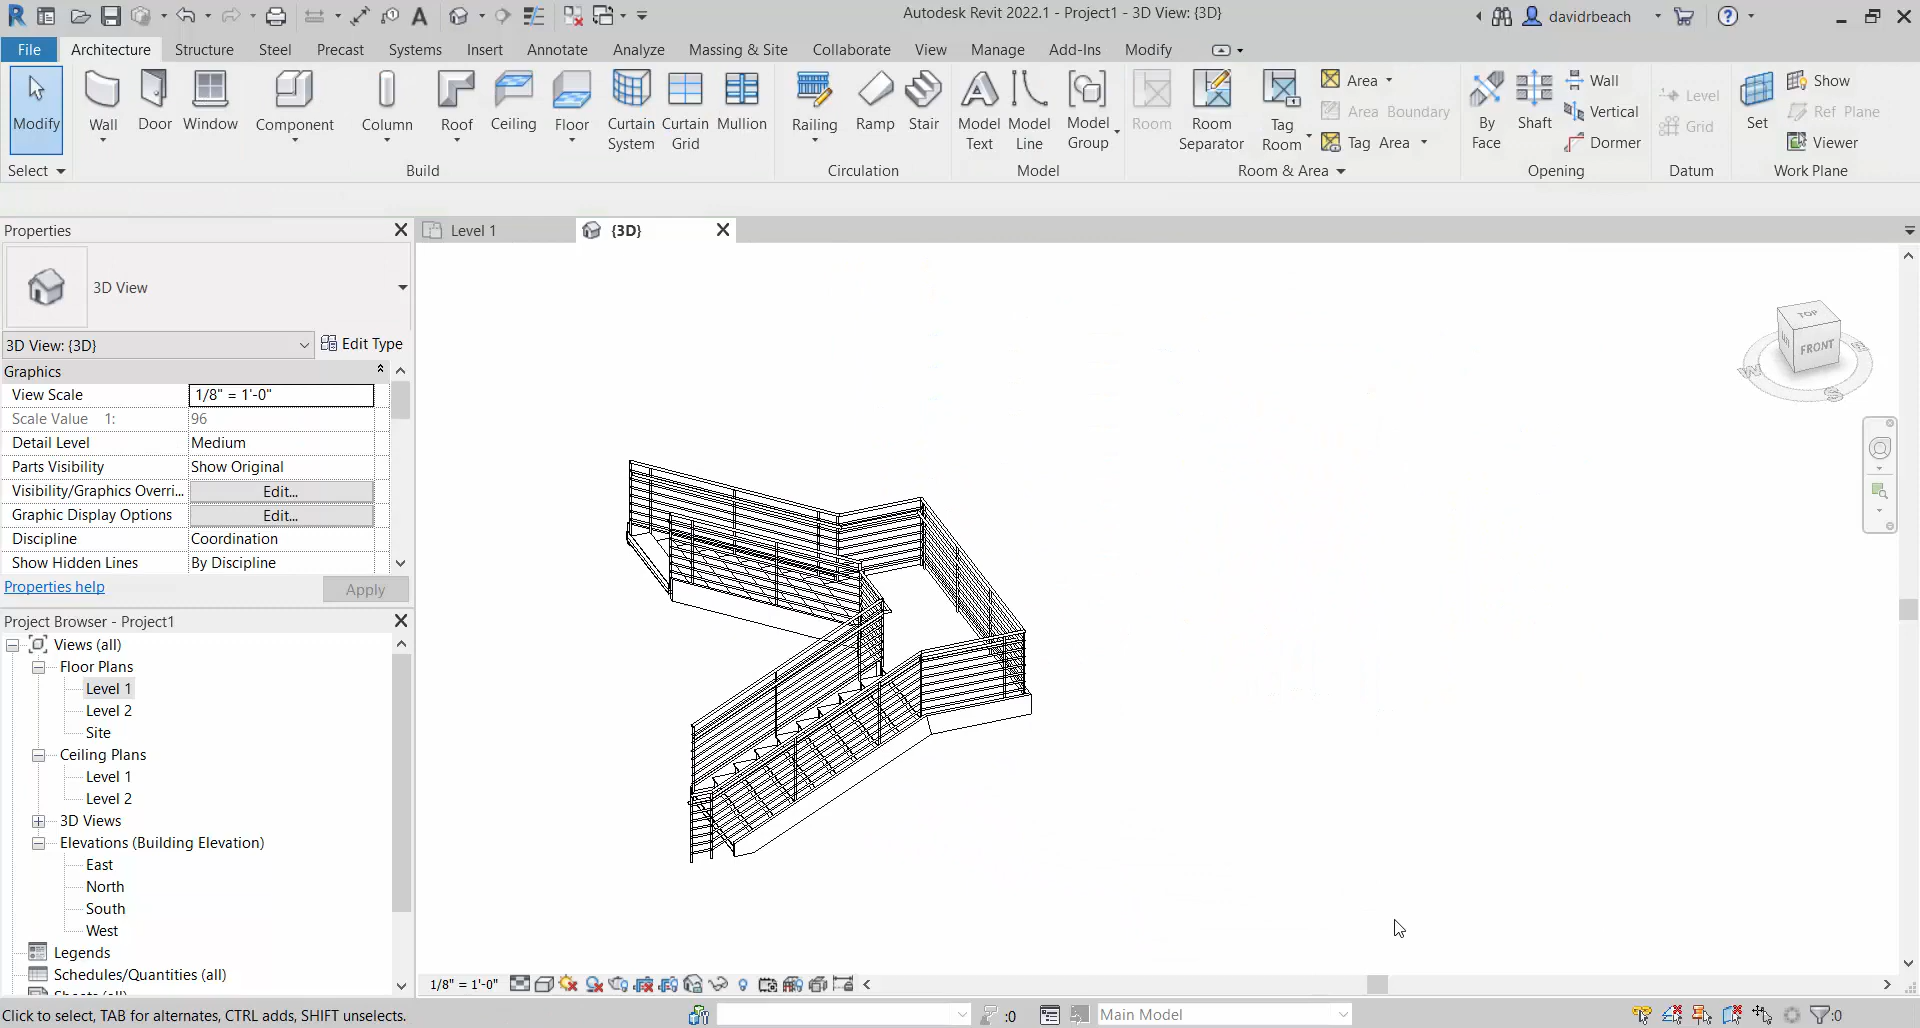 Autodesk Revit 2022.1 - Project1 - 3D View: {3D}
davidrbeach
File Architecture Structure Steel Precast Systems Insert Annotate Analyze Massing & Site Collaborate View Manage Add-Ins Modify
Modify
Wall
Door
Window
Component
Column
Roof
Ceiling
Floor
Curtain System
Curtain Grid
Mullion
Railing
Ramp
Stair
Model Text
Model Line
Model Group
Room
Room Separator
Tag Room
Area
Area Boundary
Tag Area
By Face
Shaft
Wall
Vertical
Dormer
Level
Grid
Set
Show
Ref Plane
Viewer
Select Build Circulation Model Room & Area Opening Datum Work Plane
Properties
3D View
3D View: {3D} Edit Type
Graphics
View Scale 1/8" = 1'-0"
Scale Value 1: 96
Detail Level Medium
Parts Visibility Show Original
Visibility/Graphics Overri... Edit...
Graphic Display Options Edit...
Discipline Coordination
Show Hidden Lines By Discipline
Properties help Apply
Project Browser - Project1
Views (all)
Floor Plans
Level 1
Level 2
Site
Ceiling Plans
Level 1
Level 2
3D Views
Elevations (Building Elevation)
East
North
South
West
Legends
Schedules/Quantities (all)
Level 1 {3D}
TOP
FRONT
W
S
1/8" = 1'-0"
Click to select, TAB for alternates, CTRL adds, SHIFT unselects.
:0
Main Model
:0